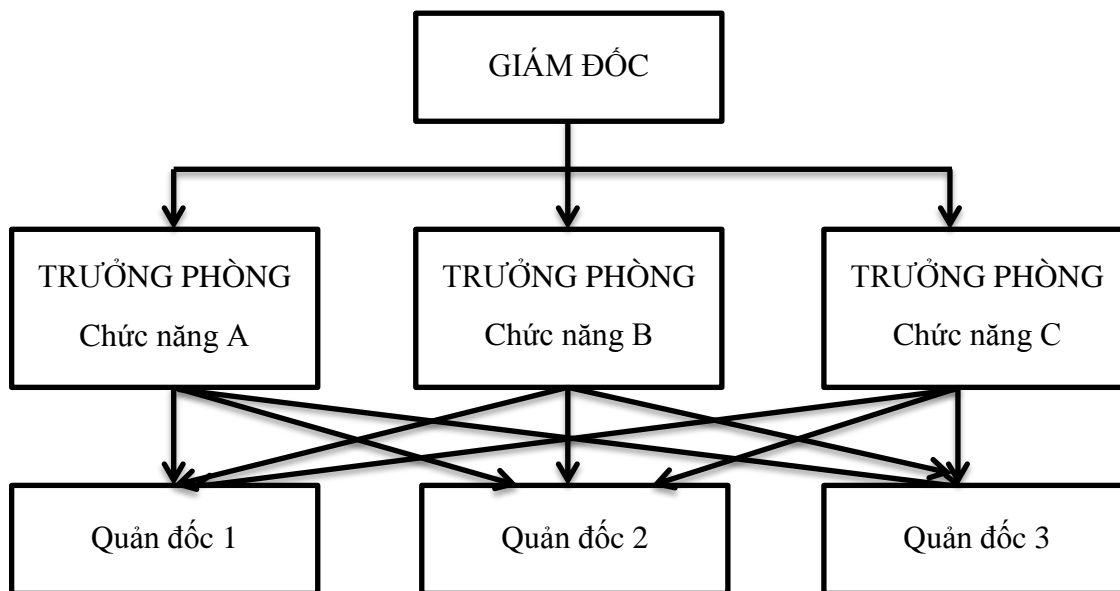 GIÁM ĐỐC
TRƯỞNG PHÒNG
Chức năng A
TRƯỞNG PHÒNG
Chức năng B
TRƯỞNG PHÒNG
Chức năng C
Quản đốc 1
Quản đốc 2
Quản đốc 3